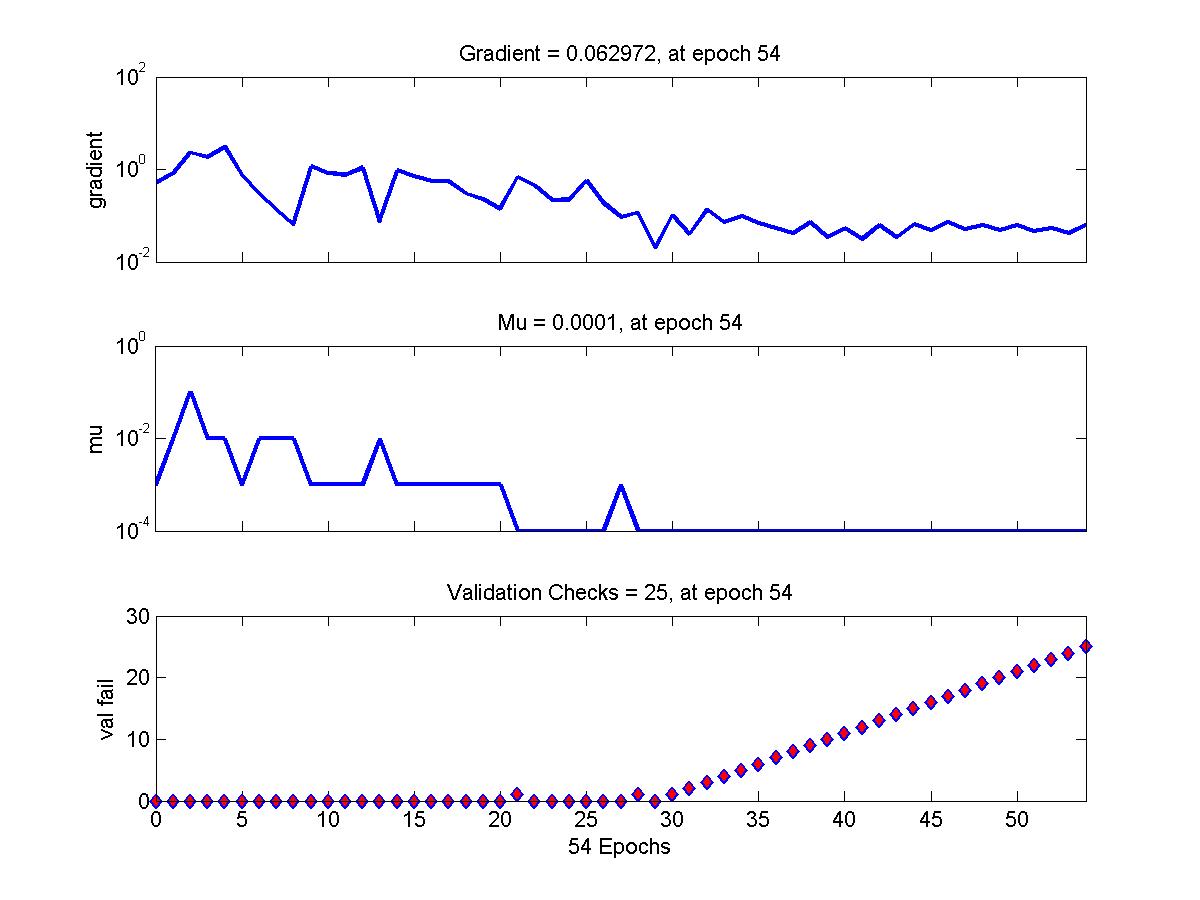 Gradient = 0.062972, at epoch 54
10^2
10^0
10^-2
gradient
Mu = 0.0001, at epoch 54
10^0
10^-2
10^-4
mu
Validation Checks = 25, at epoch 54
30
20
10
0
val fail
0 5 10 15 20 25 30 35 40 45 50
54 Epochs